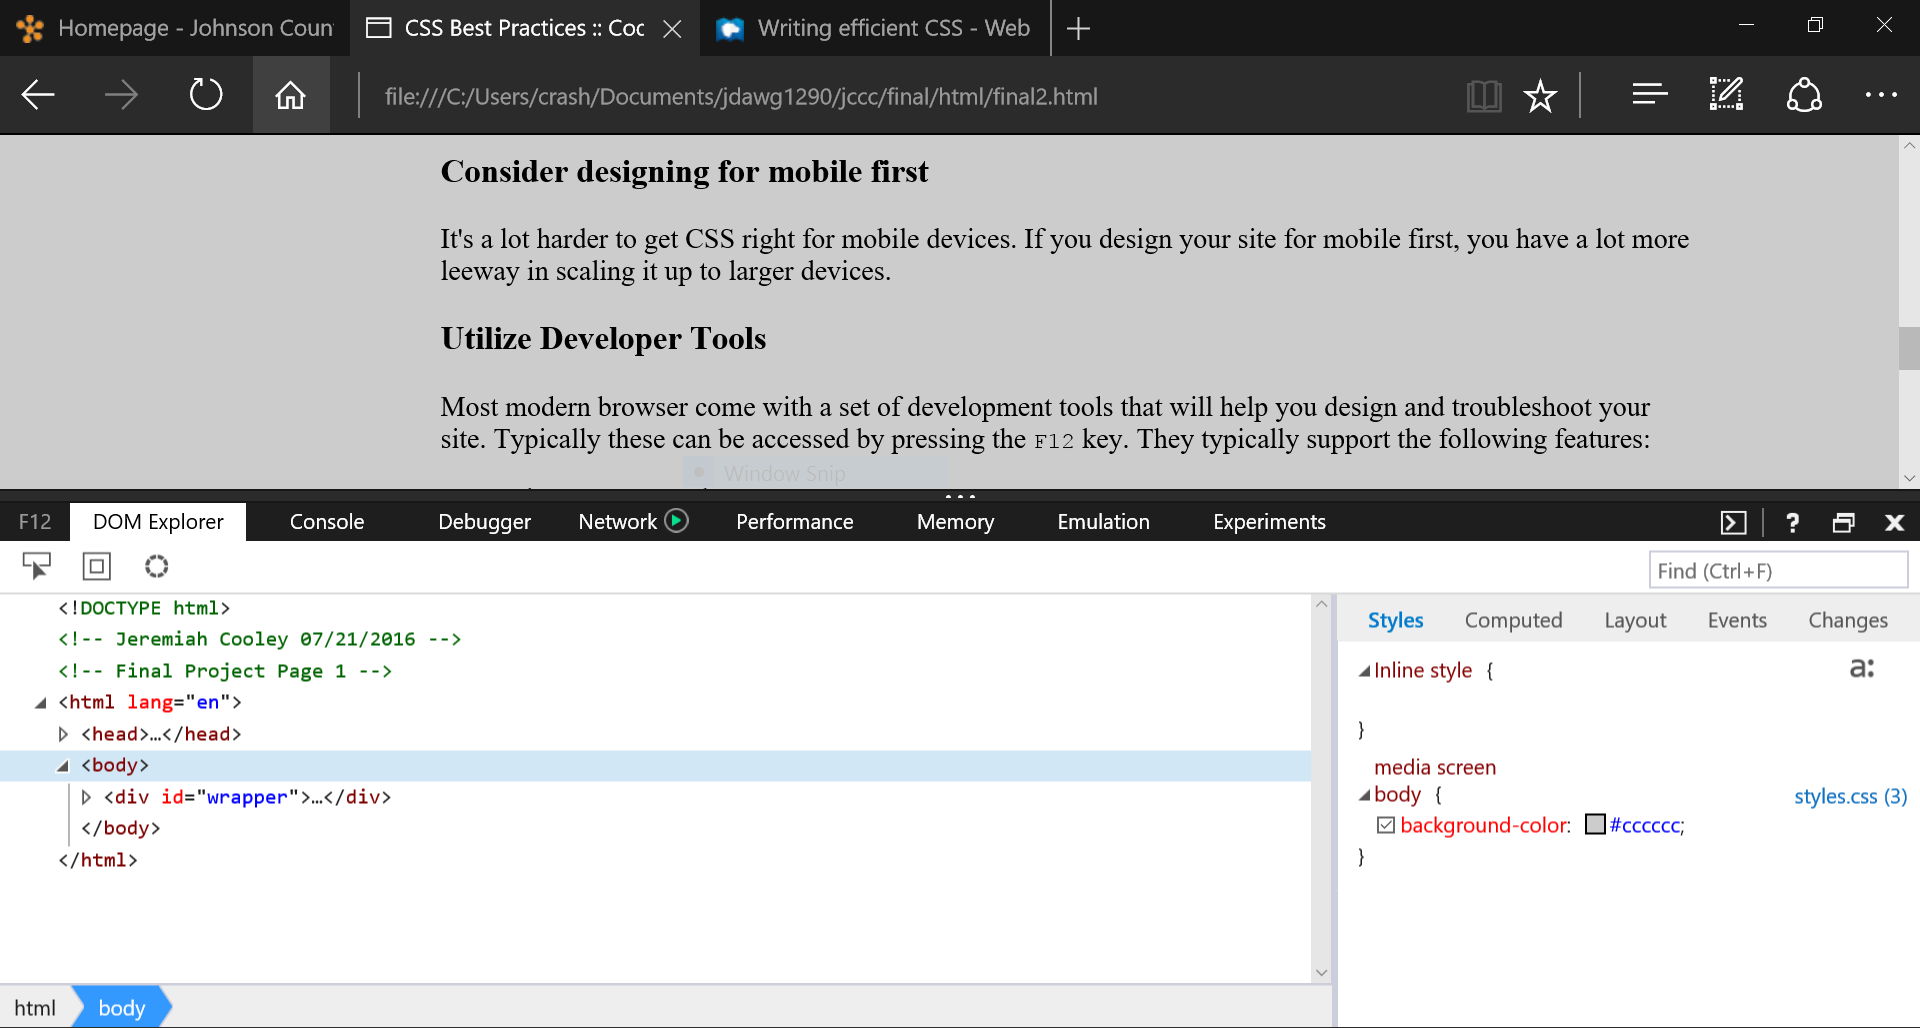 Homepage - Johnson Coun
CSS Best Practices :: Coc
Writing efficient CSS - Web
file:///C:/Users/crash/Documents/jdawg1290/jccc/final/html/final2.html
Consider designing for mobile first
It's a lot harder to get CSS right for mobile devices. If you design your site for mobile first, you have a lot more
leeway in scaling it up to larger devices.
Utilize Developer Tools
Most modern browser come with a set of development tools that will help you design and troubleshoot your
site. Typically these can be accessed by pressing the F12 key. They typically support the following features:
Window Snip
F12 DOM Explorer Console Debugger Network Performance Memory Emulation Experiments ?
Find (Ctrl+F)
<!DOCTYPE html>
<!-- Jeremiah Cooley 07/21/2016 -->
<!-- Final Project Page 1 -->
<html lang="en">
<head>…</head>
<body>
<div id="wrapper">…</div>
</body>
</html>
html body
Styles Computed Layout Events Changes
Inline style { a:
}
media screen
body { styles.css (3)
background-color: #cccccc;
}